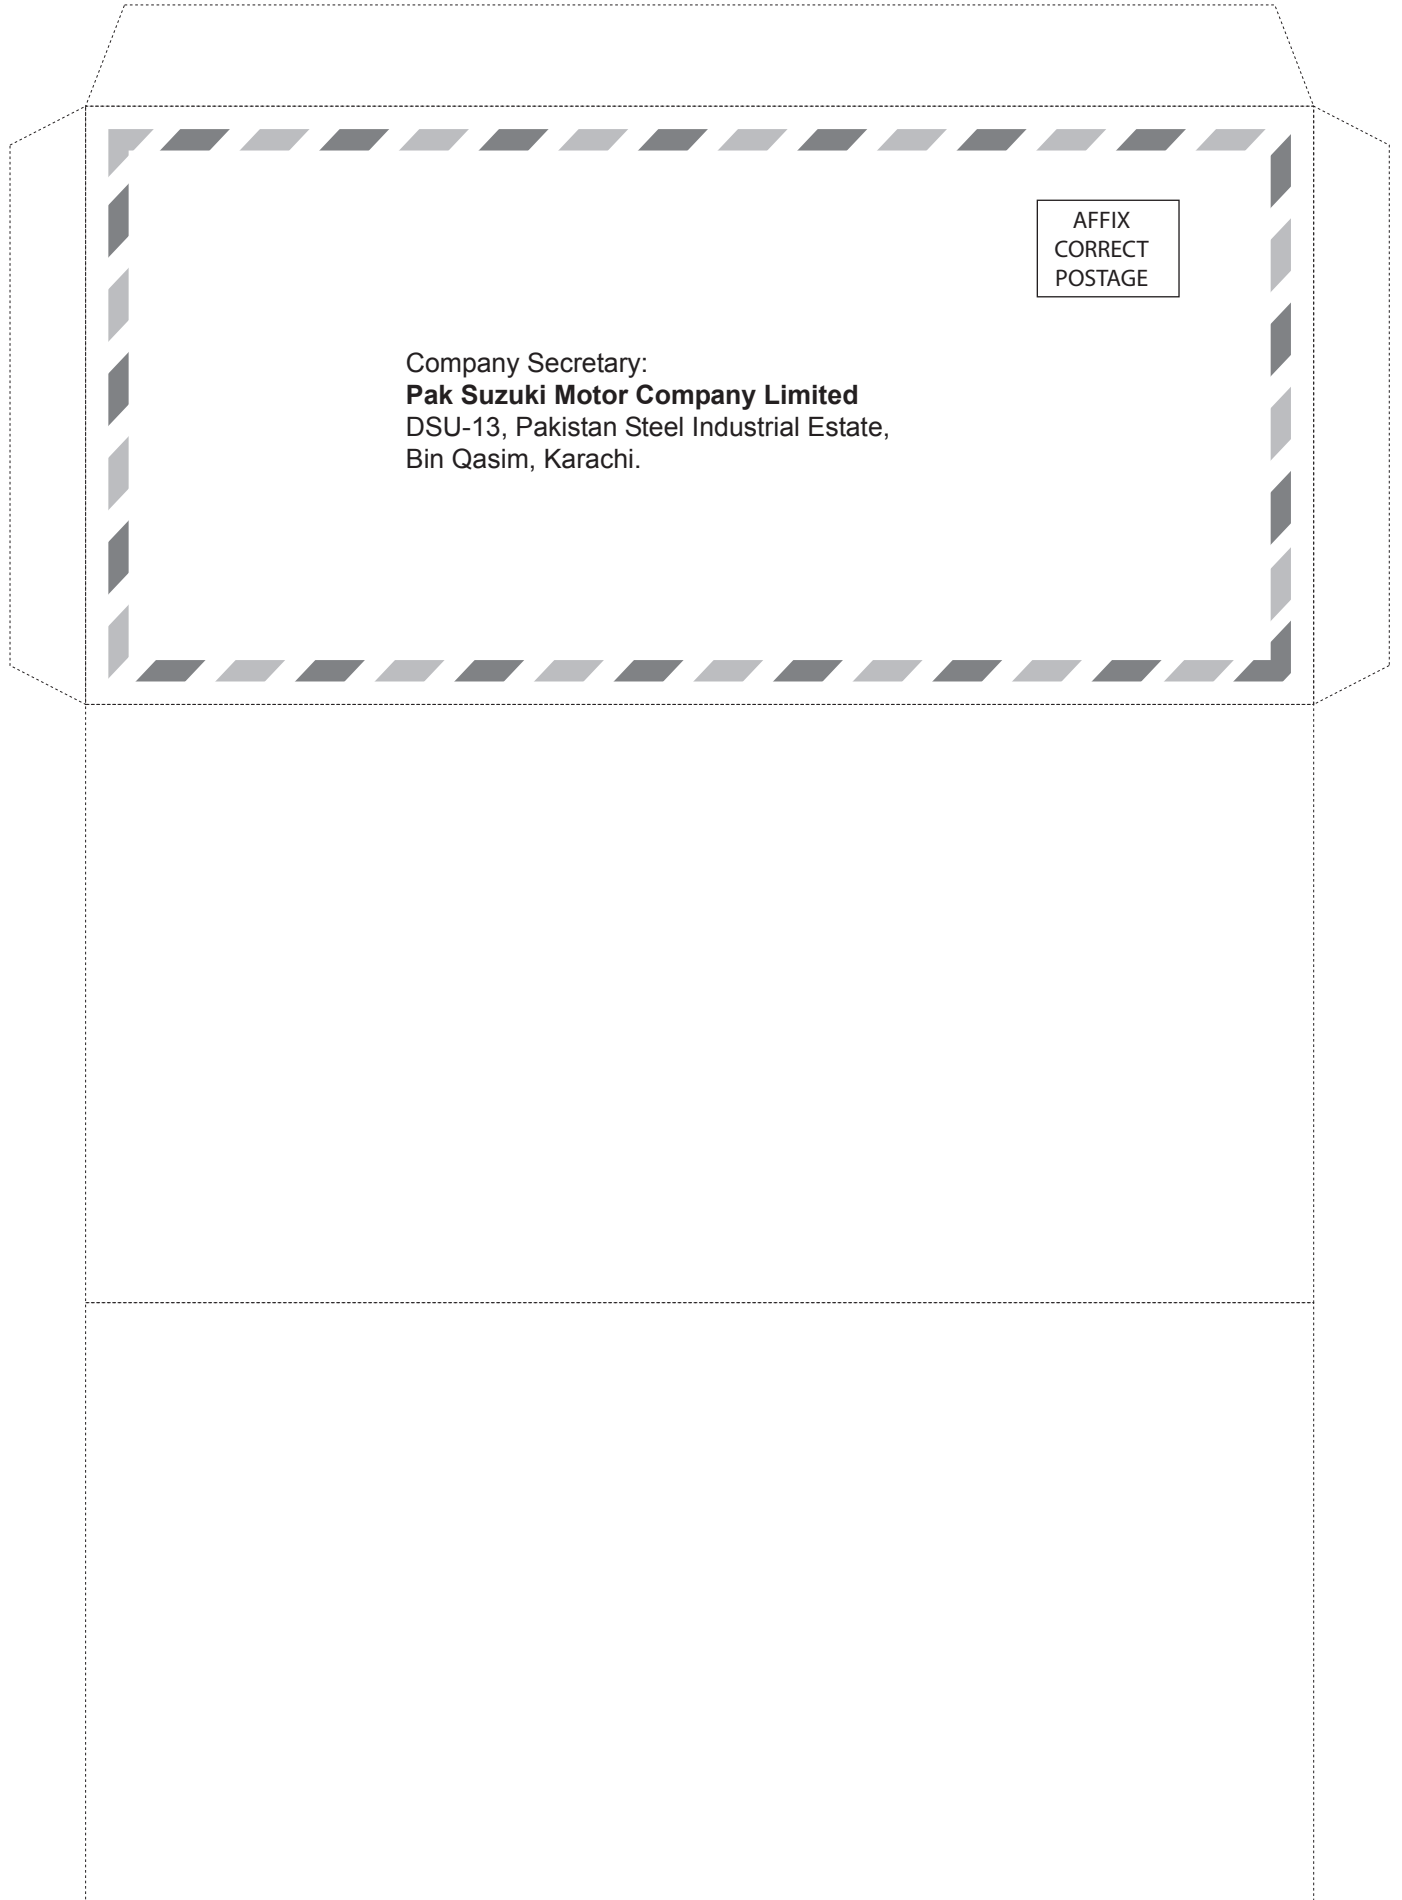 AFFIX
CORRECT
POSTAGE
Company Secretary:
Pak Suzuki Motor Company Limited
DSU-13, Pakistan Steel Industrial Estate,
Bin Qasim, Karachi.